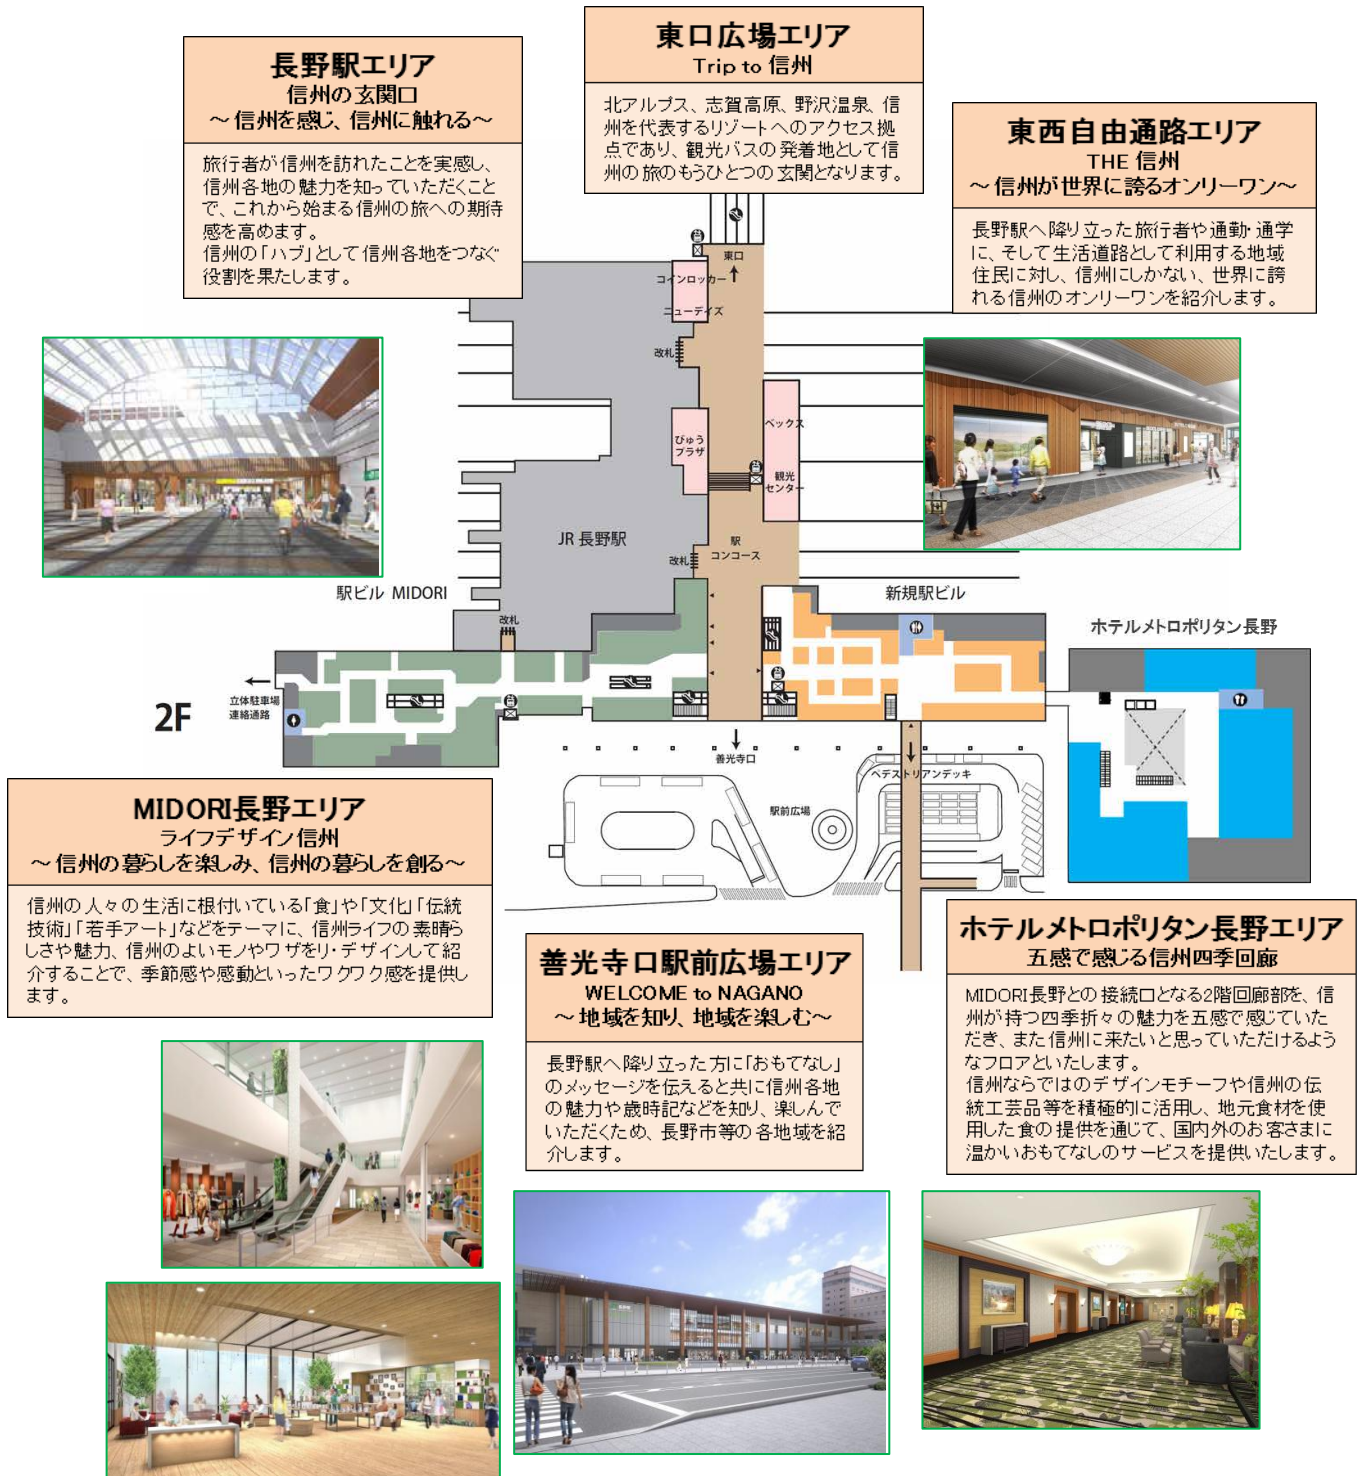 長野駅エリア
信州の玄関口
～信州を感じ、信州に触れる～
旅行者が信州を訪れたことを実感し、
信州各地の魅力を知っていただくこと
で、これから始まる信州の旅への期待
感を高めます。
信州の「ハブ」として信州各地をつなぐ
役割を果たします。
東口広場エリア
Trip to 信州
北アルプス、志賀高原、野沢温泉、信
州を代表するリゾートへのアクセス拠
点であり、観光バスの発着地として信
州の旅のもうひとつの玄関となります。
東西自由通路エリア
THE 信州
～信州が世界に誇るオンリーワン～
長野駅へ降り立った旅行者や通勤・通学
に、そして生活道路として利用する地域
住民に対し、信州にしかない、世界に誇
れる信州のオンリーワンを紹介します。
東口
コインロッカー
ニューデイズ
改札
びゅう
プラザ
ベックス
観光
センター
JR 長野駅
駅
コンコース
改札
駅ビル MIDORI
新規駅ビル
改札
ホテルメトロポリタン長野
立体駐車場
連絡通路
2F
善光寺口
ペデストリアンデッキ
駅前広場
MIDORI長野エリア
ライフデザイン信州
～信州の暮らしを楽しみ、信州の暮らしを創る～
信州の人々の生活に根付いている「食」や「文化」「伝統
技術」「若手アート」などをテーマに、信州ライフの素晴ら
しさや魅力、信州のよいモノやワザをリ・デザインして紹
介することで、季節感や感動といったワクワク感を提供し
ます。
善光寺口駅前広場エリア
WELCOME to NAGANO
～地域を知り、地域を楽しむ～
長野駅へ降り立った方に「おもてなし」
のメッセージを伝えると共に信州各地
の魅力や歳時記などを知り、楽しんで
いただくため、長野市等の各地域を紹
介します。
ホテルメトロポリタン長野エリア
五感で感じる信州四季回廊
MIDORI長野との接続口となる2階回廊部を、信
州が持つ四季折々の魅力を五感で感じていた
だき、また信州に来たいと思っていただけるよう
なフロアといたします。
信州ならではのデザインモチーフや信州の伝
統工芸品等を積極的に活用し、地元食材を使
用した食の提供を通じて、国内外のお客さまに
温かいおもてなしのサービスを提供いたします。